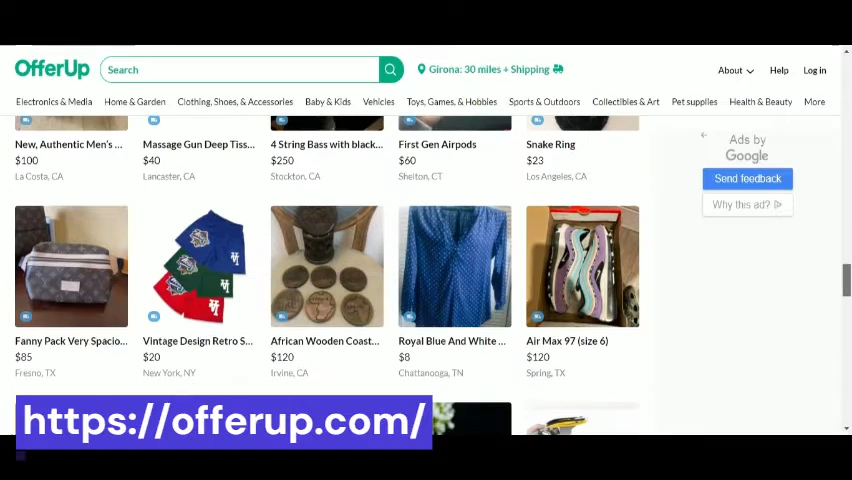 OfferUp
Search
Girona: 30 miles + Shipping
About
Help
Log in
Electronics & Media
Home & Garden
Clothing, Shoes, & Accessories
Baby & Kids
Vehicles
Toys, Games, & Hobbies
Sports & Outdoors
Collectibles & Art
Pet supplies
Health & Beauty
More
New, Authentic Men's ...
$100
La Costa, CA
Massage Gun Deep Tiss...
$40
Lancaster, CA
4 String Bass with black...
$250
Stockton, CA
First Gen Airpods
$60
Shelton, CT
Snake Ring
$23
Los Angeles, CA
Ads by
Google
Send feedback
Why this ad?
Fanny Pack Very Spacio...
$85
Fresno, TX
Vintage Design Retro S...
$20
New York, NY
African Wooden Coast...
$120
Irvine, CA
Royal Blue And White ...
$8
Chattanooga, TN
Air Max 97 (size 6)
$120
Spring, TX
https://offerup.com/